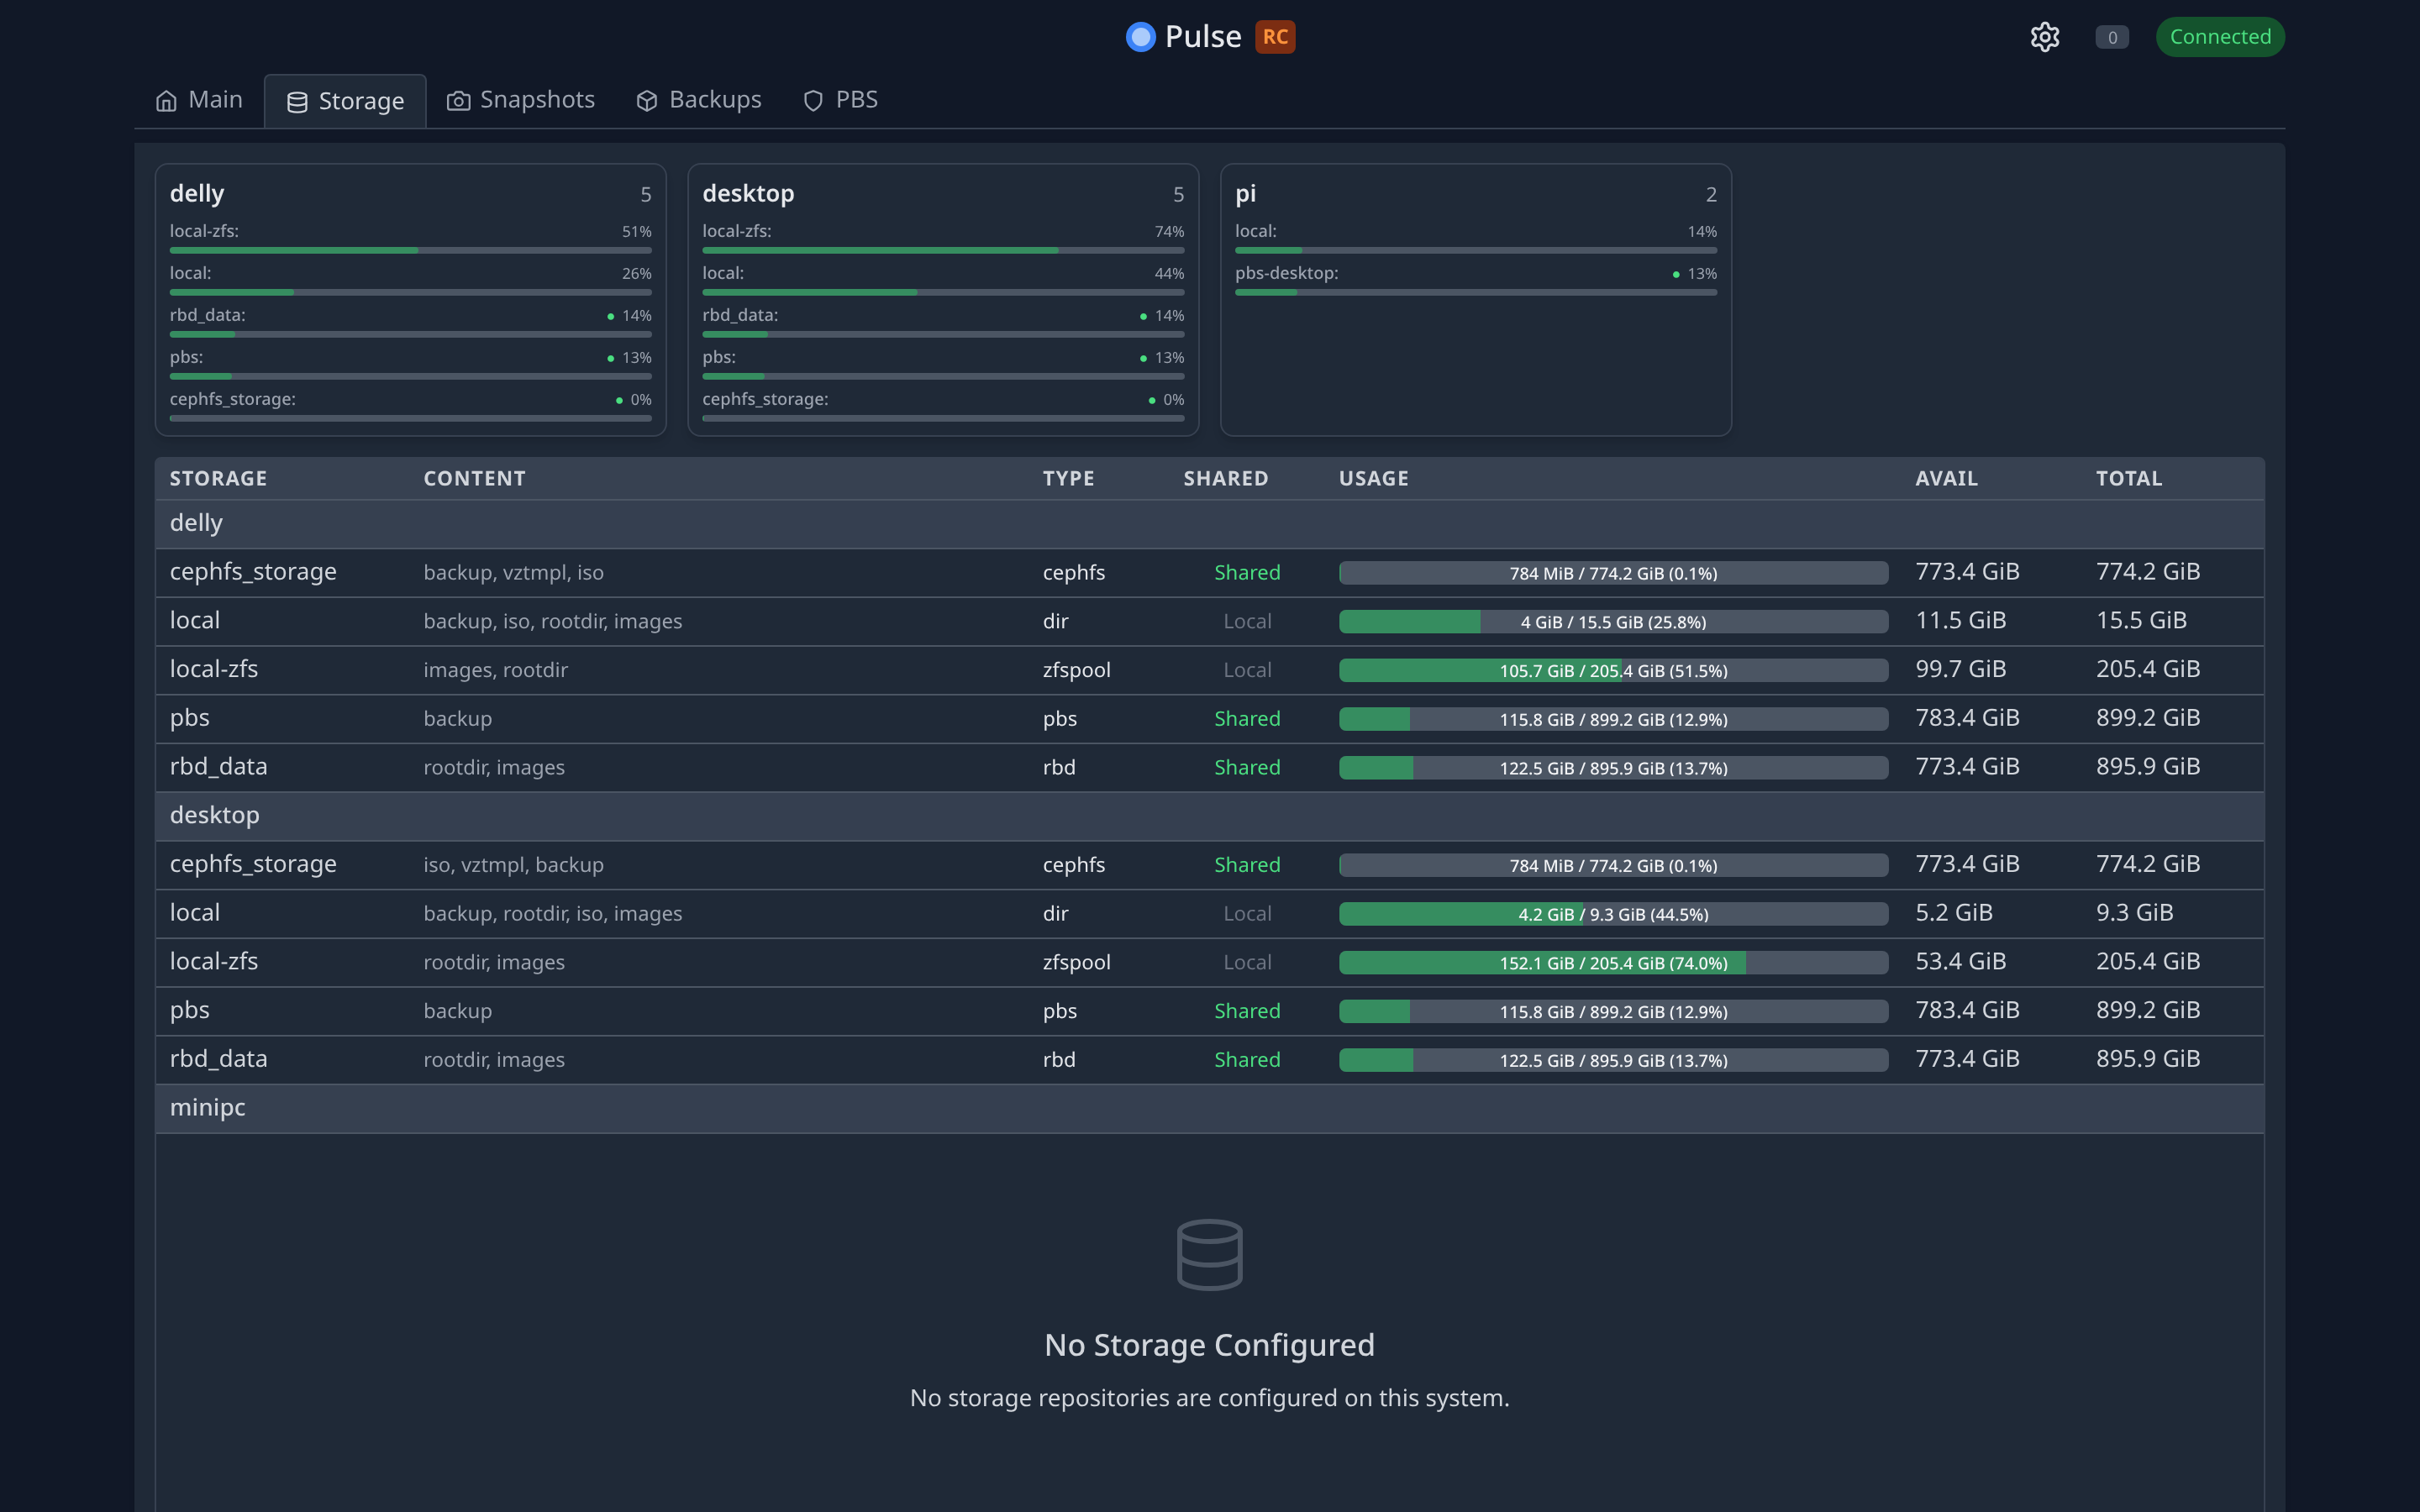 Pulse RC
0 Connected
Main Storage Snapshots Backups PBS
delly 5
local-zfs: 51%
local: 26%
rbd_data: 14%
pbs: 13%
cephfs_storage: 0%
desktop 5
local-zfs: 74%
local: 44%
rbd_data: 14%
pbs: 13%
cephfs_storage: 0%
pi 2
local: 14%
pbs-desktop: 13%
STORAGE CONTENT TYPE SHARED USAGE AVAIL TOTAL
delly
cephfs_storage backup, vztmpl, iso cephfs Shared 784 MiB / 774.2 GiB (0.1%) 773.4 GiB 774.2 GiB
local backup, iso, rootdir, images dir Local 4 GiB / 15.5 GiB (25.8%) 11.5 GiB 15.5 GiB
local-zfs images, rootdir zfspool Local 105.7 GiB / 205.4 GiB (51.5%) 99.7 GiB 205.4 GiB
pbs backup pbs Shared 115.8 GiB / 899.2 GiB (12.9%) 783.4 GiB 899.2 GiB
rbd_data rootdir, images rbd Shared 122.5 GiB / 895.9 GiB (13.7%) 773.4 GiB 895.9 GiB
desktop
cephfs_storage iso, vztmpl, backup cephfs Shared 784 MiB / 774.2 GiB (0.1%) 773.4 GiB 774.2 GiB
local backup, rootdir, iso, images dir Local 4.2 GiB / 9.3 GiB (44.5%) 5.2 GiB 9.3 GiB
local-zfs rootdir, images zfspool Local 152.1 GiB / 205.4 GiB (74.0%) 53.4 GiB 205.4 GiB
pbs backup pbs Shared 115.8 GiB / 899.2 GiB (12.9%) 783.4 GiB 899.2 GiB
rbd_data rootdir, images rbd Shared 122.5 GiB / 895.9 GiB (13.7%) 773.4 GiB 895.9 GiB
minipc
No Storage Configured
No storage repositories are configured on this system.